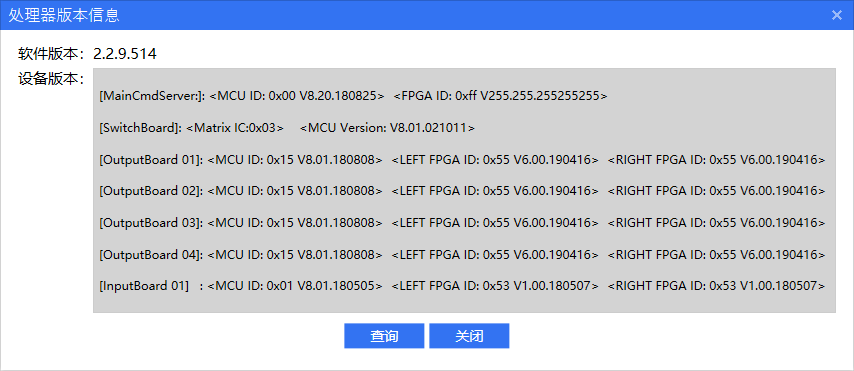 处理器版本信息
软件版本：2.2.9.514
设备版本：
[MainCmdServer:]: <MCU ID: 0x00 V8.20.180825> <FPGA ID: 0xff V255.255.255255255>
[SwitchBoard]: <Matrix IC:0x03> <MCU Version: V8.01.021011>
[OutputBoard 01]: <MCU ID: 0x15 V8.01.180808> <LEFT FPGA ID: 0x55 V6.00.190416> <RIGHT FPGA ID: 0x55 V6.00.190416>
[OutputBoard 02]: <MCU ID: 0x15 V8.01.180808> <LEFT FPGA ID: 0x55 V6.00.190416> <RIGHT FPGA ID: 0x55 V6.00.190416>
[OutputBoard 03]: <MCU ID: 0x15 V8.01.180808> <LEFT FPGA ID: 0x55 V6.00.190416> <RIGHT FPGA ID: 0x55 V6.00.190416>
[OutputBoard 04]: <MCU ID: 0x15 V8.01.180808> <LEFT FPGA ID: 0x55 V6.00.190416> <RIGHT FPGA ID: 0x55 V6.00.190416>
[InputBoard 01] : <MCU ID: 0x01 V8.01.180505> <LEFT FPGA ID: 0x53 V1.00.180507> <RIGHT FPGA ID: 0x53 V1.00.180507>
查询 关闭